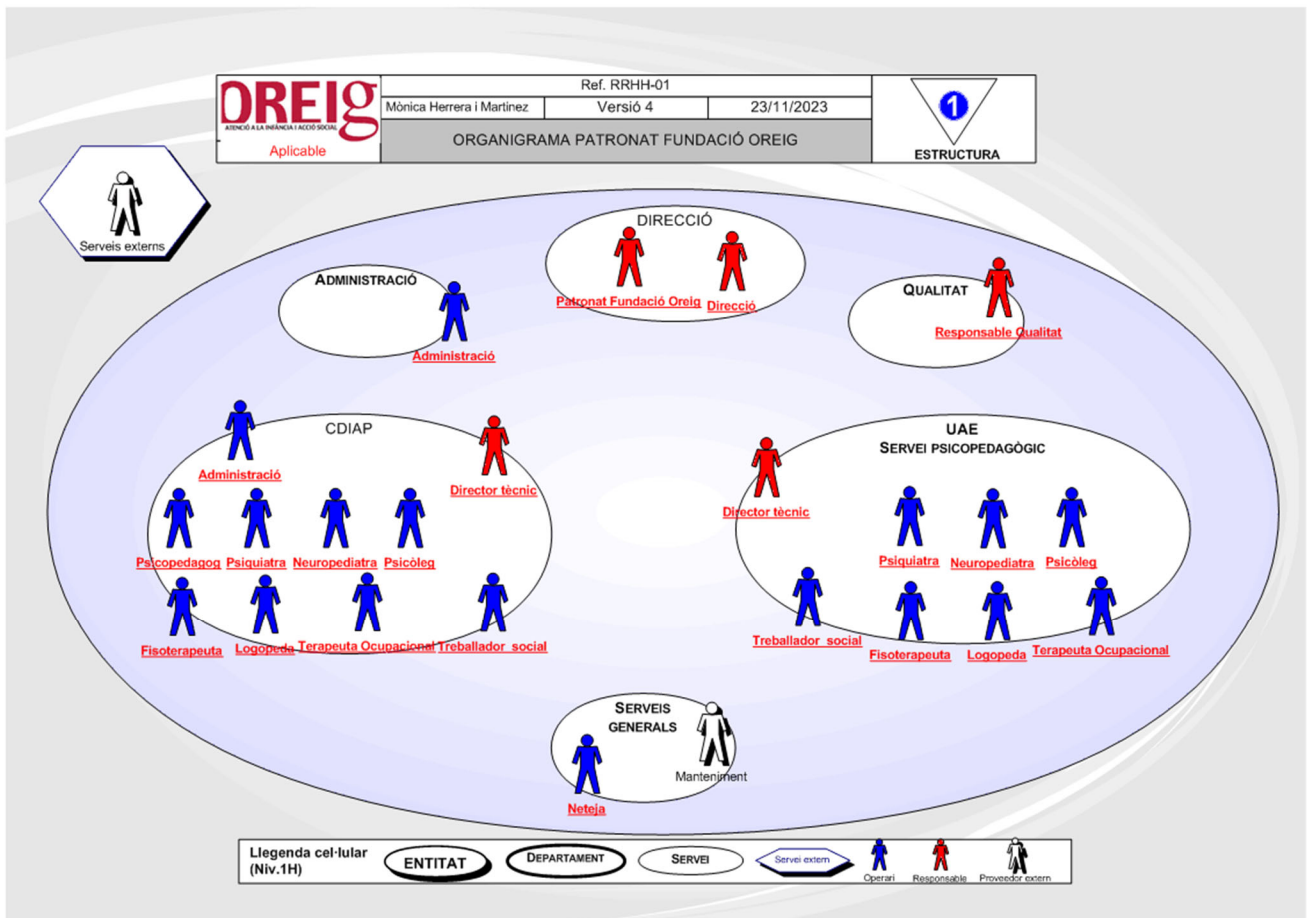 OREIG
ATENCIÓ A LA INFÀNCIA I ACCIÓ SOCIAL
Aplicable
Ref. RRHH-01
Mònica Herrera i Martinez
Versió 4
23/11/2023
ORGANIGRAMA PATRONAT FUNDACIÓ OREIG
1
ESTRUCTURA
Serveis externs
DIRECCIÓ
Patronat Fundació Oreig
Direcció
ADMINISTRACIÓ
Administració
QUALITAT
Responsable Qualitat
CDIAP
Administració
Director tècnic
Psicopedagog
Psiquiatra
Neuropediatra
Psicòleg
Fisoterapeuta
Logopeda
Terapeuta Ocupacional
Treballador social
UAE
SERVEI PSICOPEDAGÒGIC
Director tècnic
Psiquiatra
Neuropediatra
Psicòleg
Treballador social
Fisoterapeuta
Logopeda
Terapeuta Ocupacional
SERVEIS
GENERALS
Manteniment
Neteja
Llegenda cel·lular
(Niv.1H)
ENTITAT
DEPARTAMENT
SERVEI
Servei extern
Operari
Responsable
Proveedor extern